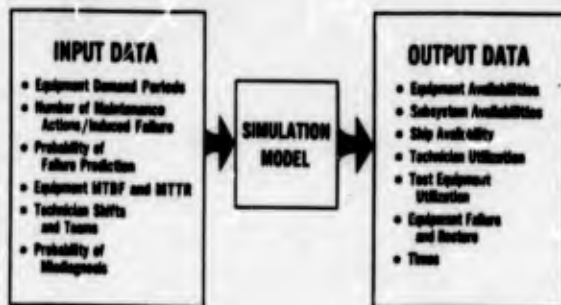 INPUT DATA
• Equipment Demand Periods
• Number of Maintenance
Actions/Induced Failure
• Probability of
Failure Prediction
• Equipment MTBF and MTTR
• Technician Shifts
and Teams
• Probability of
Misdiagnosis
SIMULATION
MODEL
OUTPUT DATA
• Equipment Availabilities
• Subsystem Availabilities
• Ship Availability
• Technician Utilization
• Test Equipment
Utilization
• Equipment Failure
and Restore
• Times